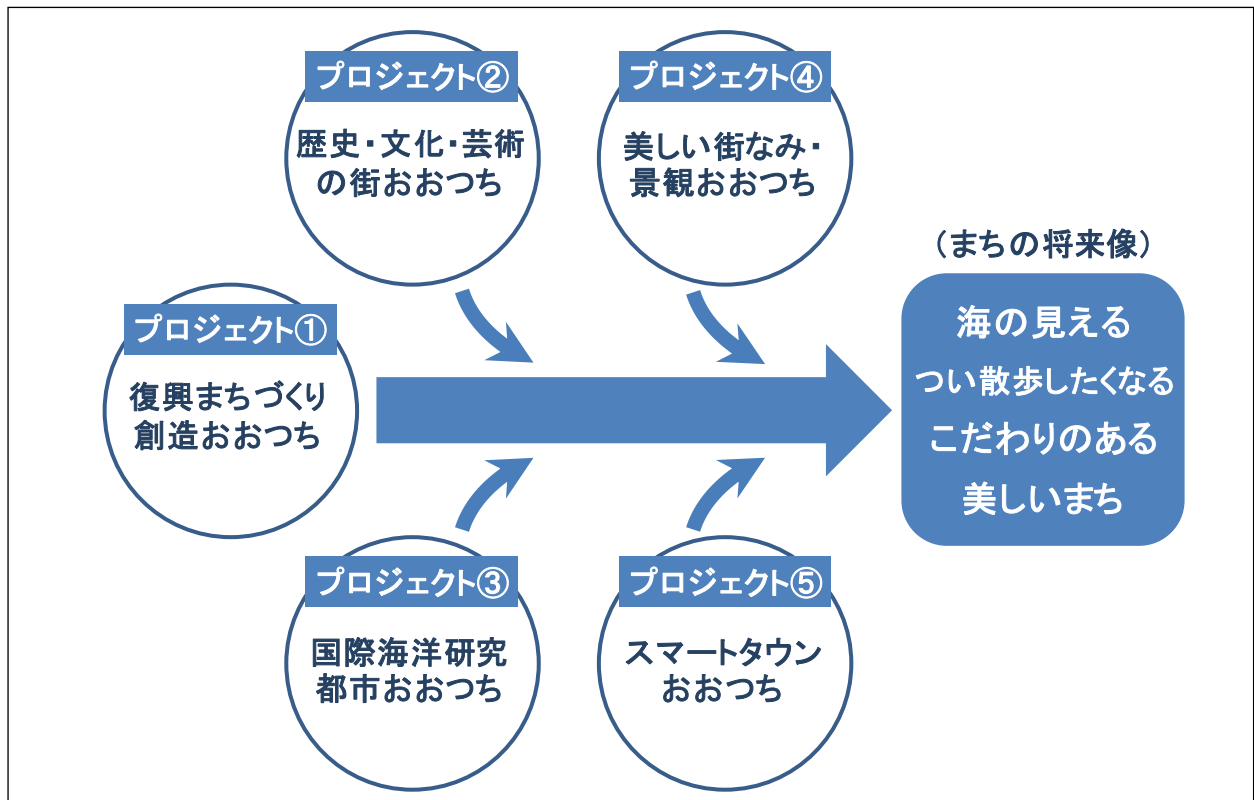 プロジェクト①
復興まちづくり
創造おおつち
プロジェクト②
歴史・文化・芸術
の街おおつち
プロジェクト③
国際海洋研究
都市おおつち
プロジェクト④
美しい街なみ・
景観おおつち
プロジェクト⑤
スマートタウン
おおつち
（まちの将来像）
海の見える
つい散歩したくなる
こだわりのある
美しいまち